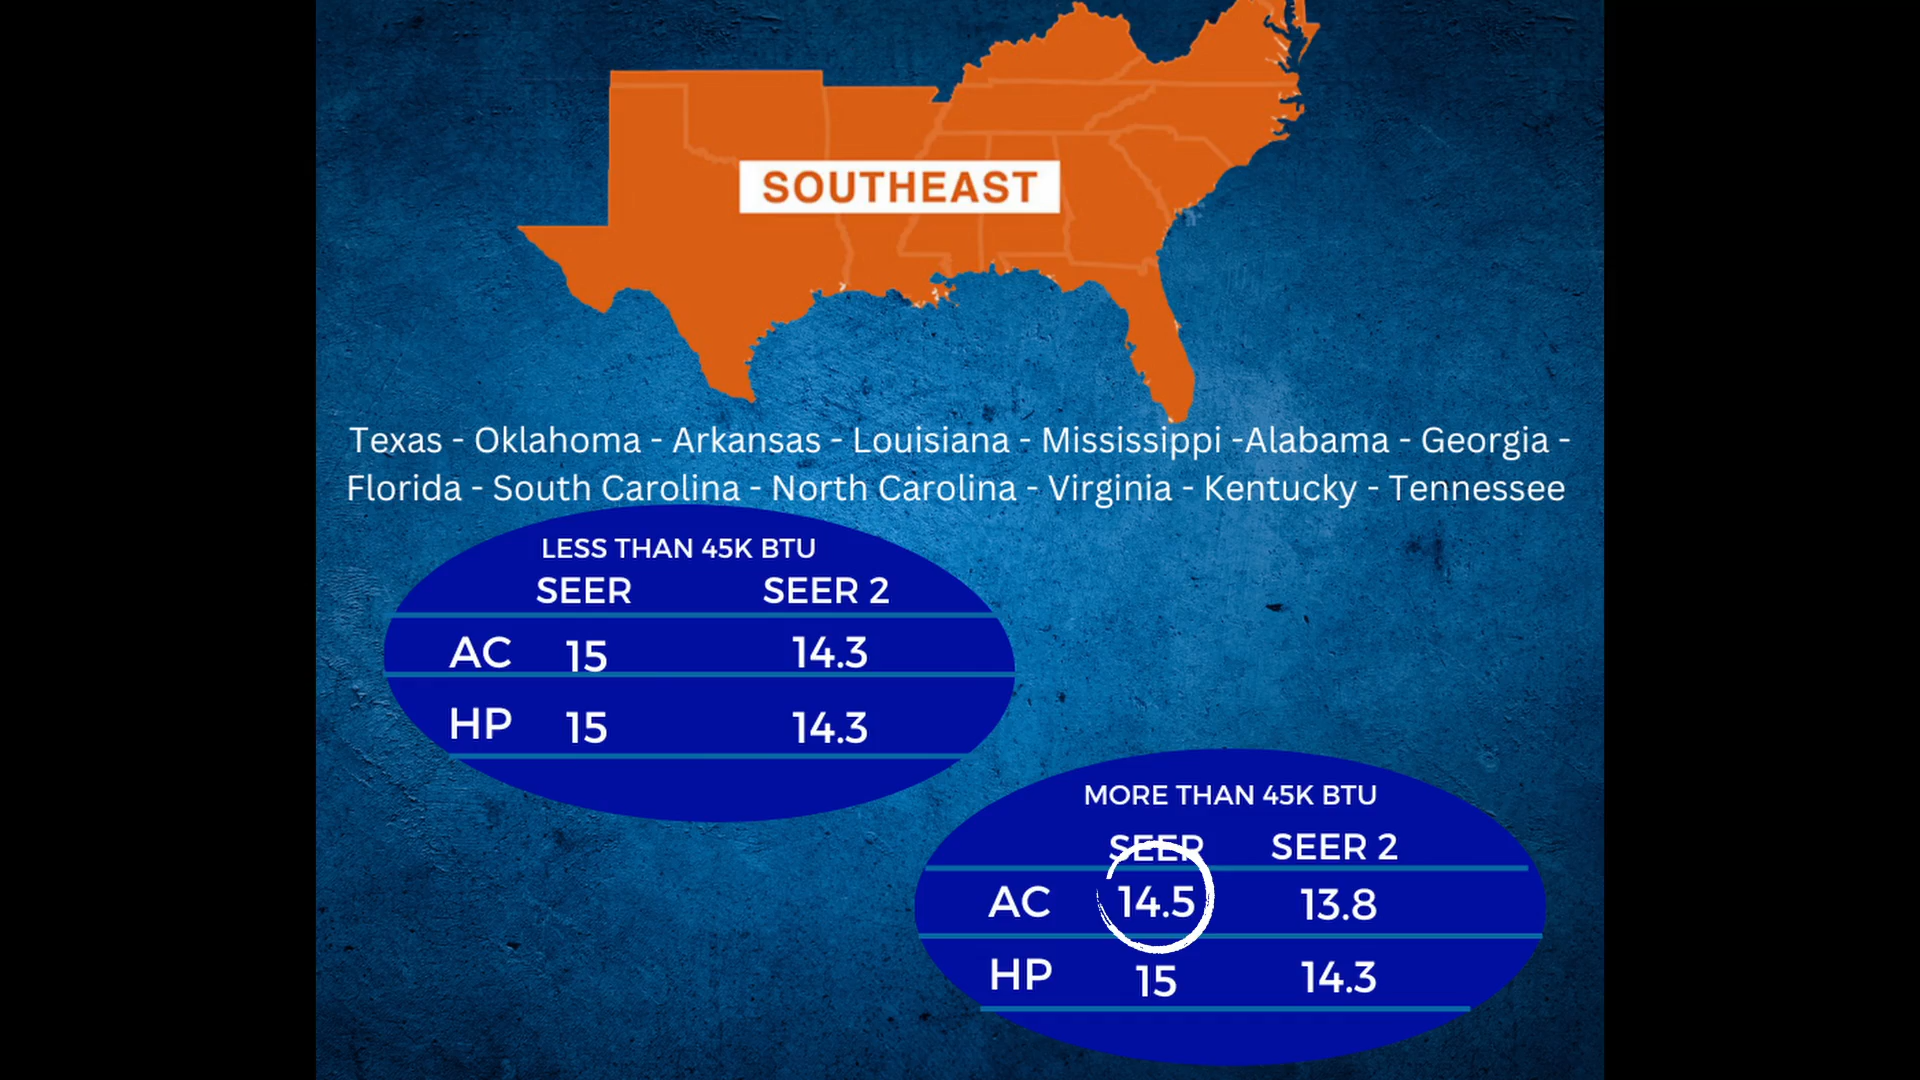 SOUTHEAST
Texas - Oklahoma - Arkansas - Louisiana - Mississippi -Alabama - Georgia -
Florida - South Carolina - North Carolina - Virginia - Kentucky - Tennessee
LESS THAN 45K BTU
SEER SEER 2
AC 15 14.3
HP 15 14.3
MORE THAN 45K BTU
SEER SEER 2
AC 14.5 13.8
HP 15 14.3